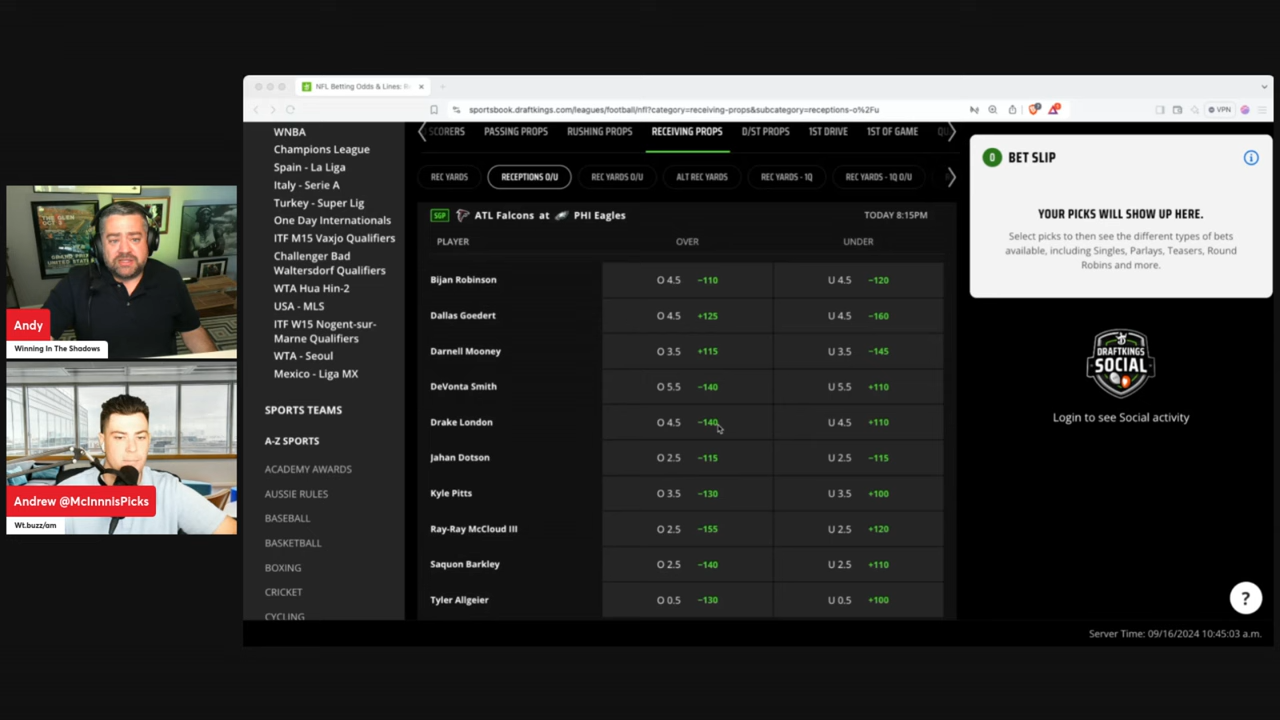 NFL Betting Odds & Lines: R
sportsbook.draftkings.com/leagues/football/nfl?category=receiving-props&subcategory=receptions-o%2Fu
VPN
WNBA
Champions League
Spain - La Liga
Italy - Serie A
Turkey - Super Lig
One Day Internationals
ITF M15 Vaxjo Qualifiers
Challenger Bad
Waltersdorf Qualifiers
WTA Hua Hin-2
USA - MLS
ITF W15 Nogent-sur-
Marne Qualifiers
WTA - Seoul
Mexico - Liga MX
SPORTS TEAMS
A-Z SPORTS
ACADEMY AWARDS
AUSSIE RULES
BASEBALL
BASKETBALL
BOXING
CRICKET
CYCLING
SCORERS PASSING PROPS RUSHING PROPS RECEIVING PROPS D/ST PROPS 1ST DRIVE 1ST OF GAME QU
REC YARDS RECEPTIONS O/U REC YARDS O/U ALT REC YARDS REC YARDS - 1Q REC YARDS - 1Q O/U
SGP ATL Falcons at PHI Eagles TODAY 8:15PM
PLAYER OVER UNDER
Bijan Robinson O 4.5 −110 U 4.5 −120
Dallas Goedert O 4.5 +125 U 4.5 −160
Darnell Mooney O 3.5 +115 U 3.5 −145
DeVonta Smith O 5.5 −140 U 5.5 +110
Drake London O 4.5 −140 U 4.5 +110
Jahan Dotson O 2.5 −115 U 2.5 −115
Kyle Pitts O 3.5 −130 U 3.5 +100
Ray-Ray McCloud III O 2.5 −155 U 2.5 +120
Saquon Barkley O 2.5 −140 U 2.5 +110
Tyler Allgeier O 0.5 −130 U 0.5 +100
0 BET SLIP
YOUR PICKS WILL SHOW UP HERE.
Select picks to then see the different types of bets
available, including Singles, Parlays, Teasers, Round
Robins and more.
DRAFTKINGS
SOCIAL
Login to see Social activity
?
Server Time: 09/16/2024 10:45:03 a.m.
Andy
Winning In The Shadows
Andrew @McInnnisPicks
Wt.buzz/am